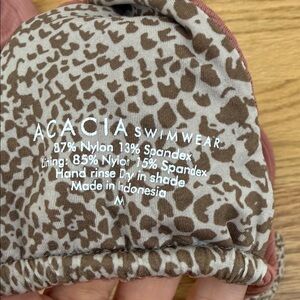 ACACIA SWIMWEAR
87% Nylon 13% Spandex
Lining: 85% Nylon 15% Spandex
Hand rinse Dry in shade
Made in Indonesia
M